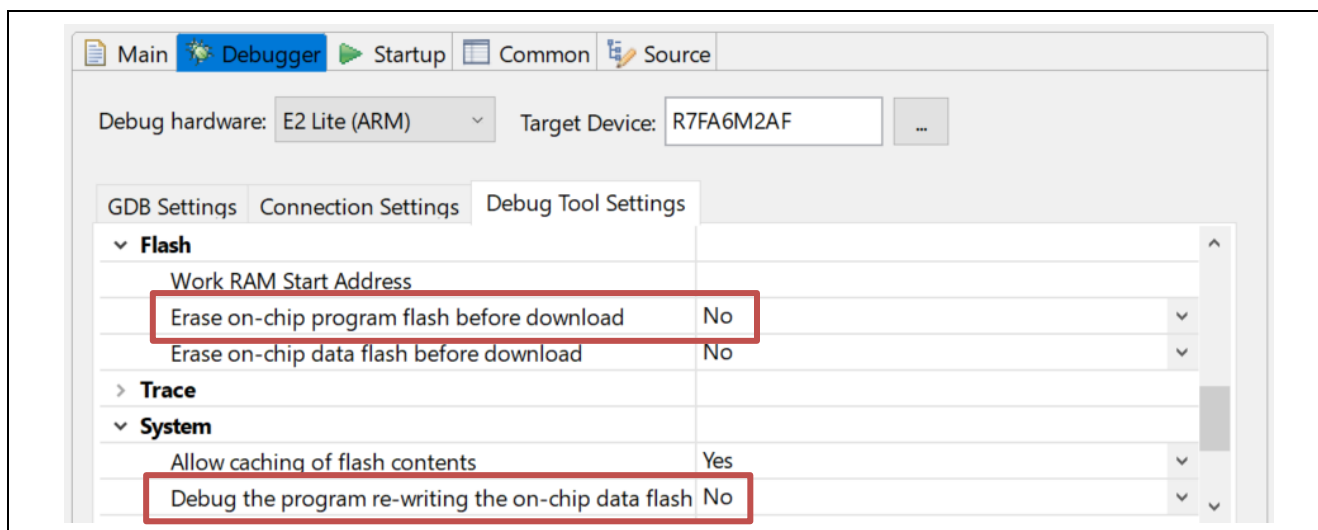 Main Debugger Startup Common Source
Debug hardware: E2 Lite (ARM) Target Device: R7FA6M2AF ...
GDB Settings Connection Settings Debug Tool Settings
Flash
Work RAM Start Address
Erase on-chip program flash before download No
Erase on-chip data flash before download No
Trace
System
Allow caching of flash contents Yes
Debug the program re-writing the on-chip data flash No